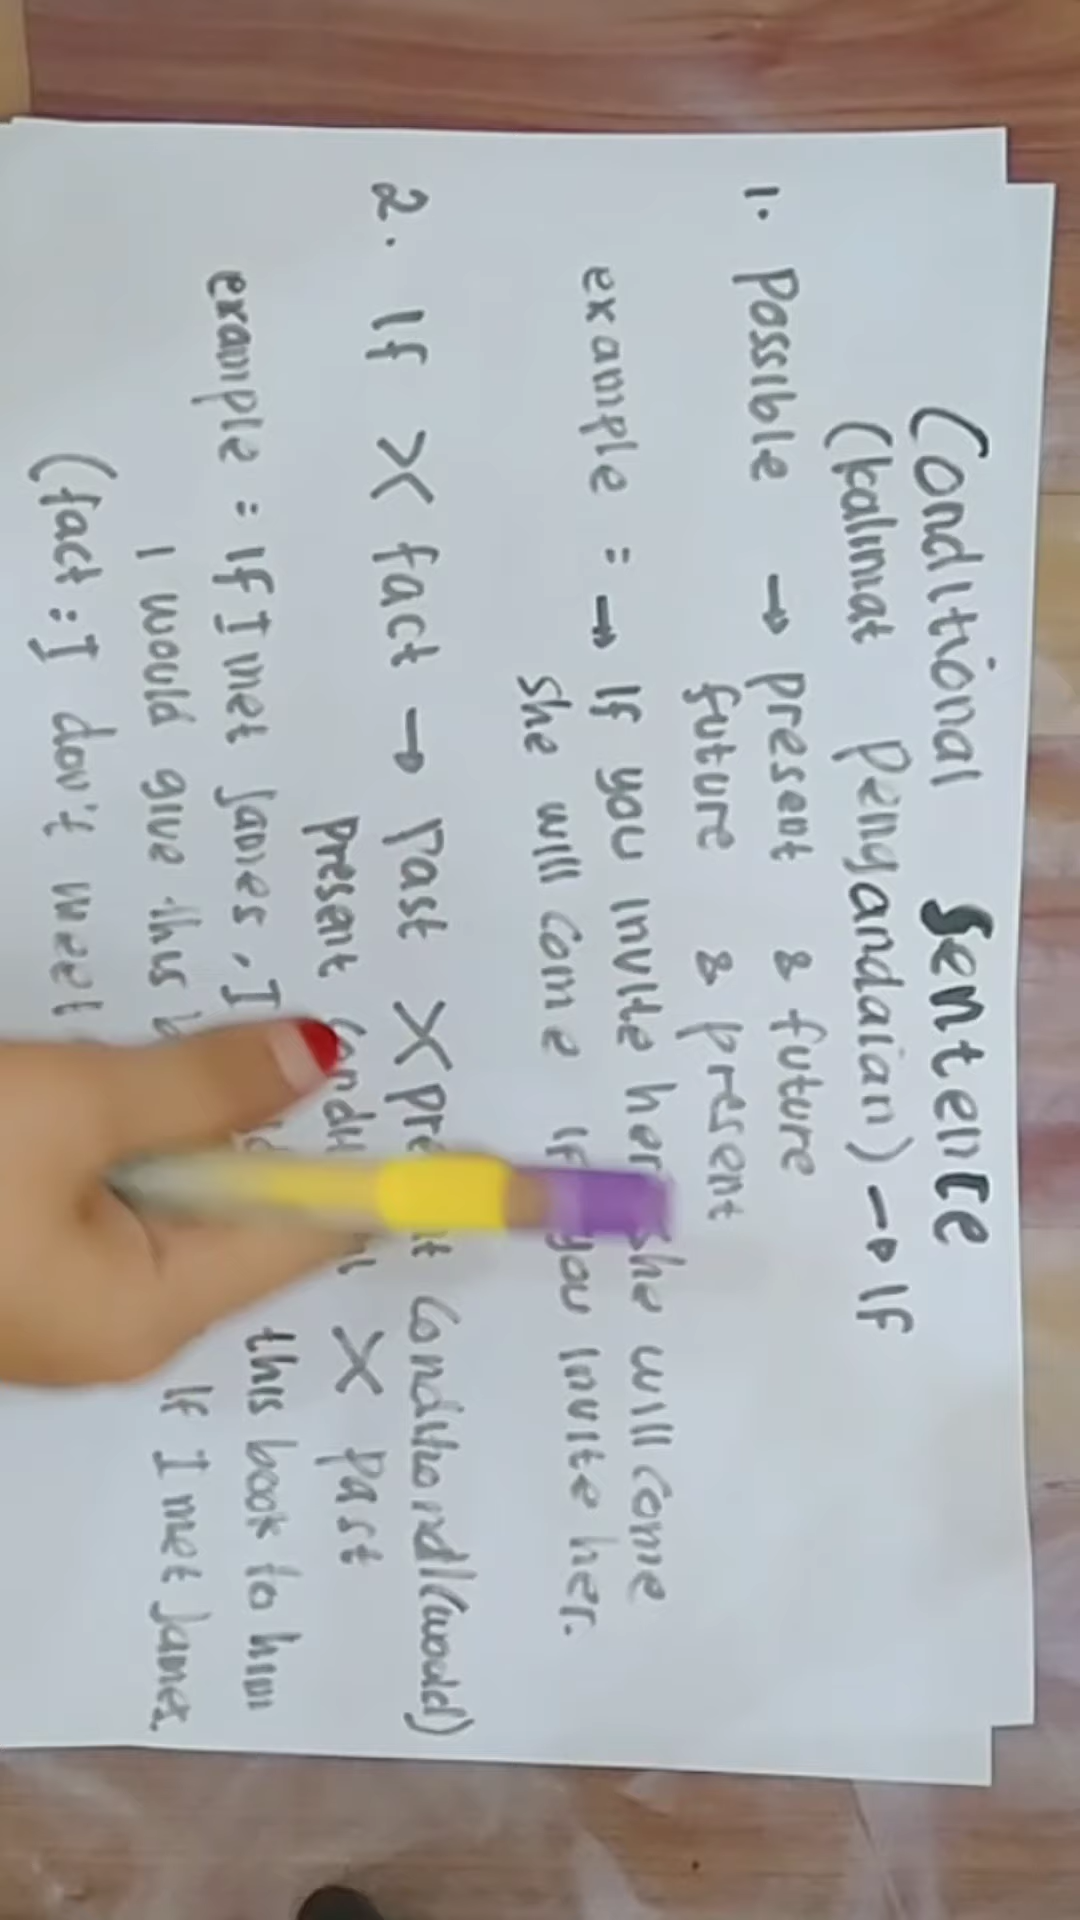 Conditional Sentence
(kalimat Pengandaian) → If
1. Possible → present & future
future & present
example : → If you invite her she will come
she will come if you invite her.
2. If X fact → Past X present Conditional (would)
present X past
example = If I met James, I this book to him
I would give this If I met James
(fact : I don't meet